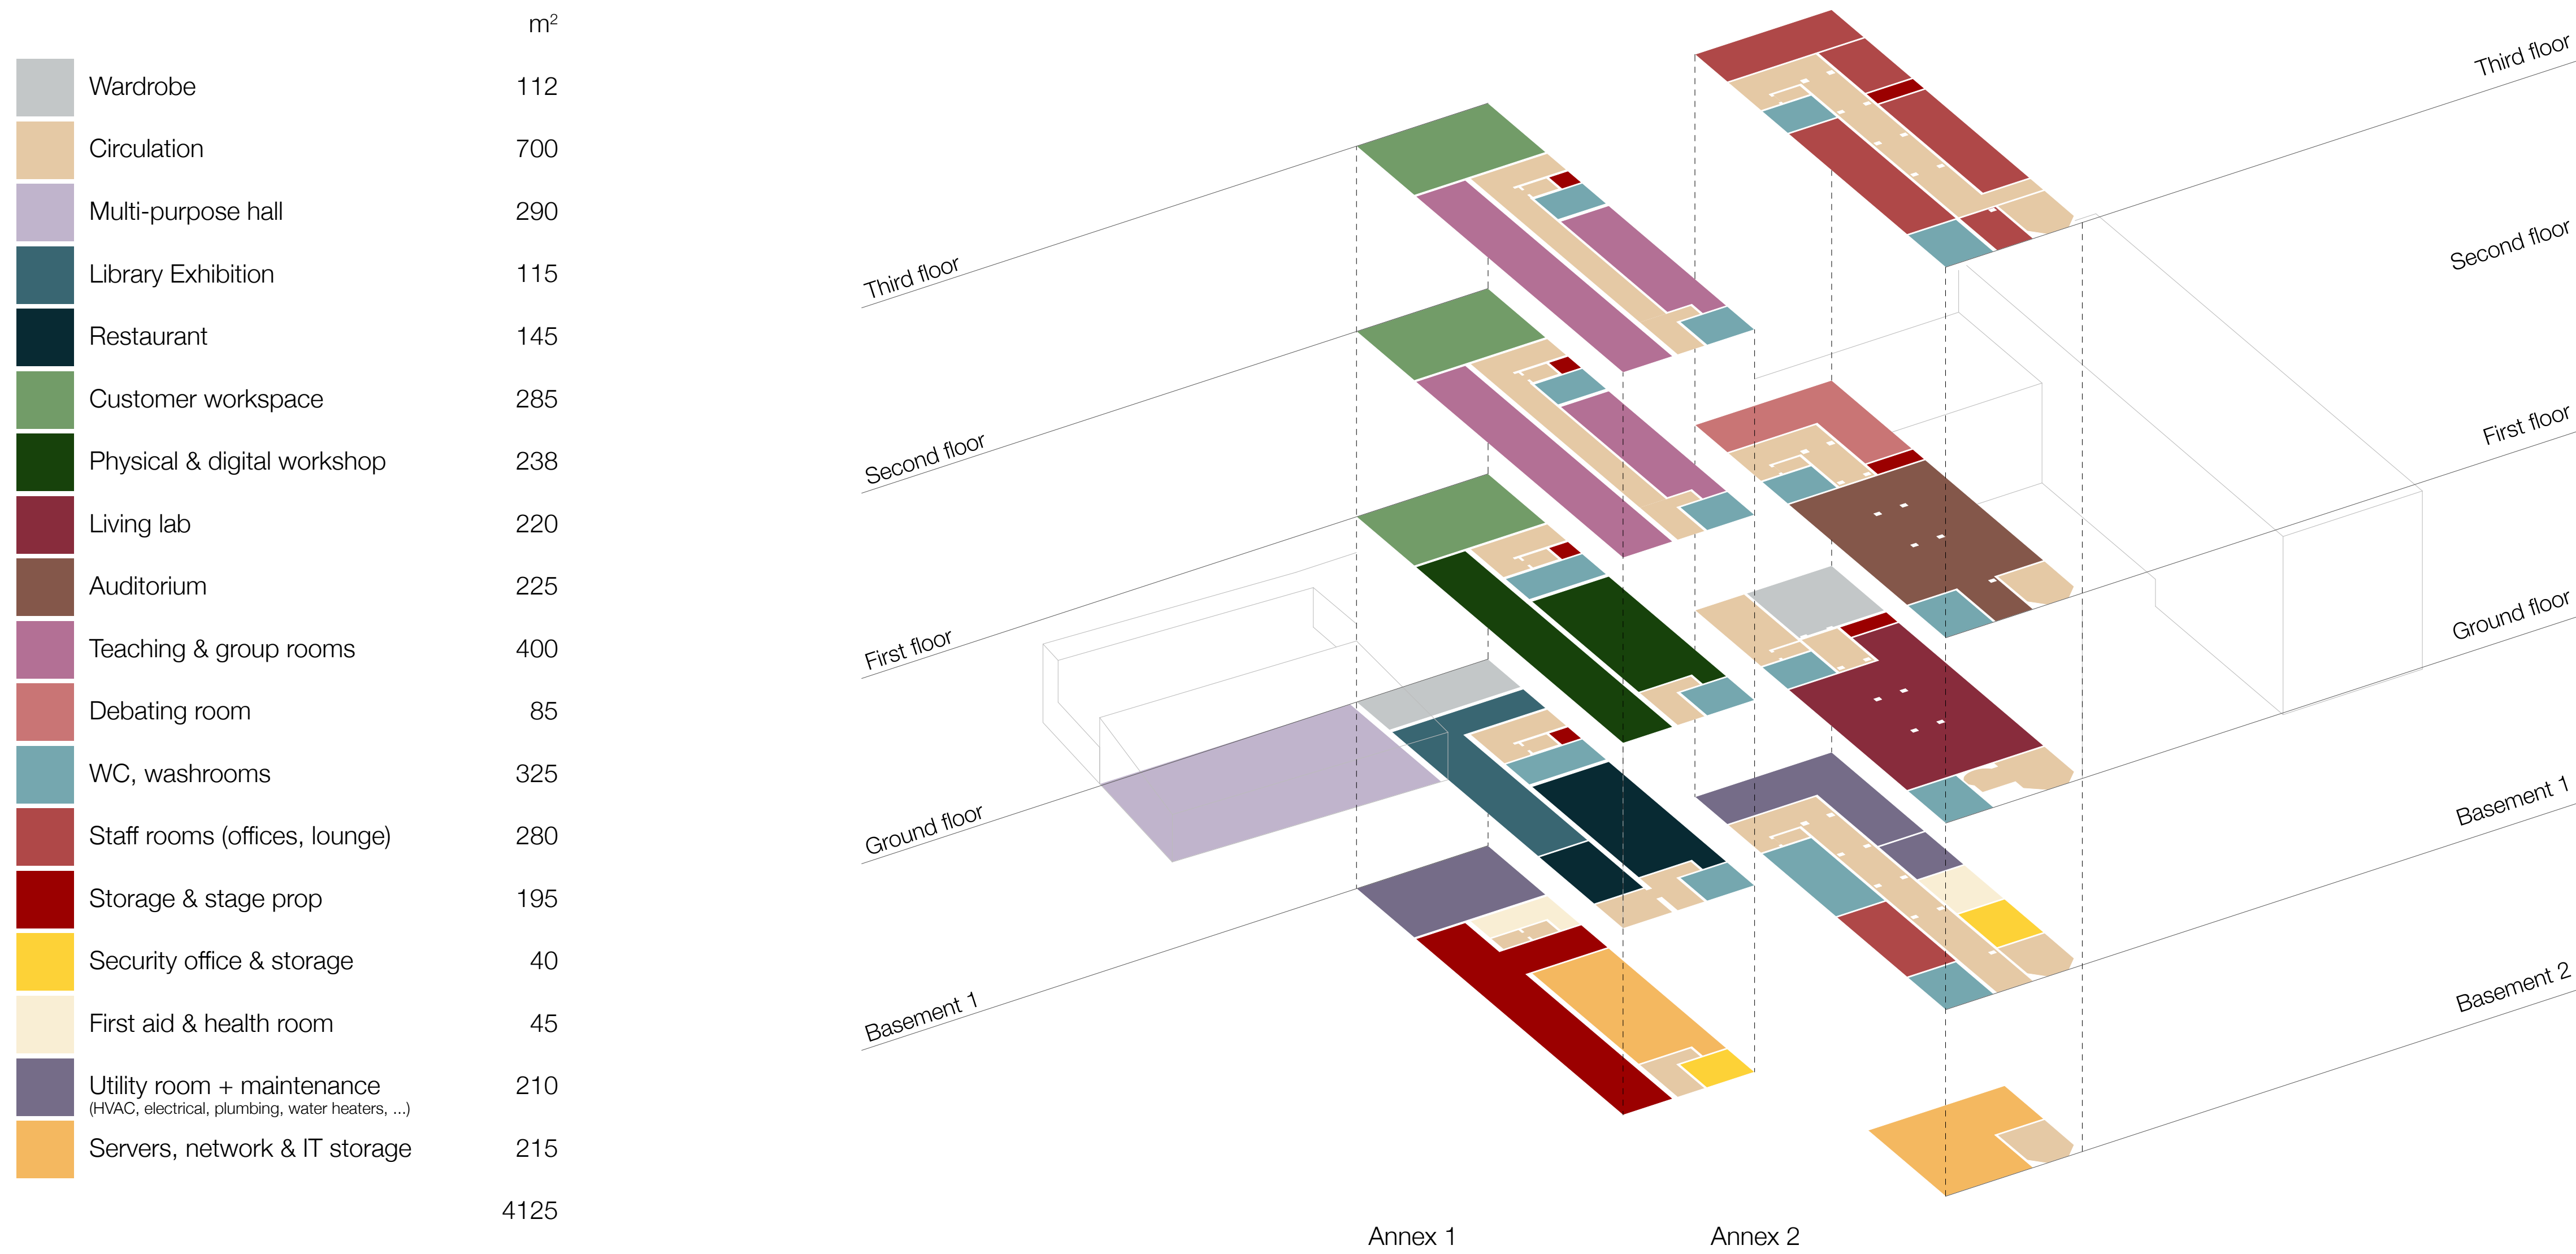 m²
Wardrobe 112
Circulation 700
Multi-purpose hall 290
Library Exhibition 115
Restaurant 145
Customer workspace 285
Physical & digital workshop 238
Living lab 220
Auditorium 225
Teaching & group rooms 400
Debating room 85
WC, washrooms 325
Staff rooms (offices, lounge) 280
Storage & stage prop 195
Security office & storage 40
First aid & health room 45
Utility room + maintenance 210
(HVAC, electrical, plumbing, water heaters, ...)
Servers, network & IT storage 215
4125
Third floor
Second floor
First floor
Ground floor
Basement 1
Third floor
Second floor
First floor
Ground floor
Basement 1
Basement 2
Annex 1
Annex 2